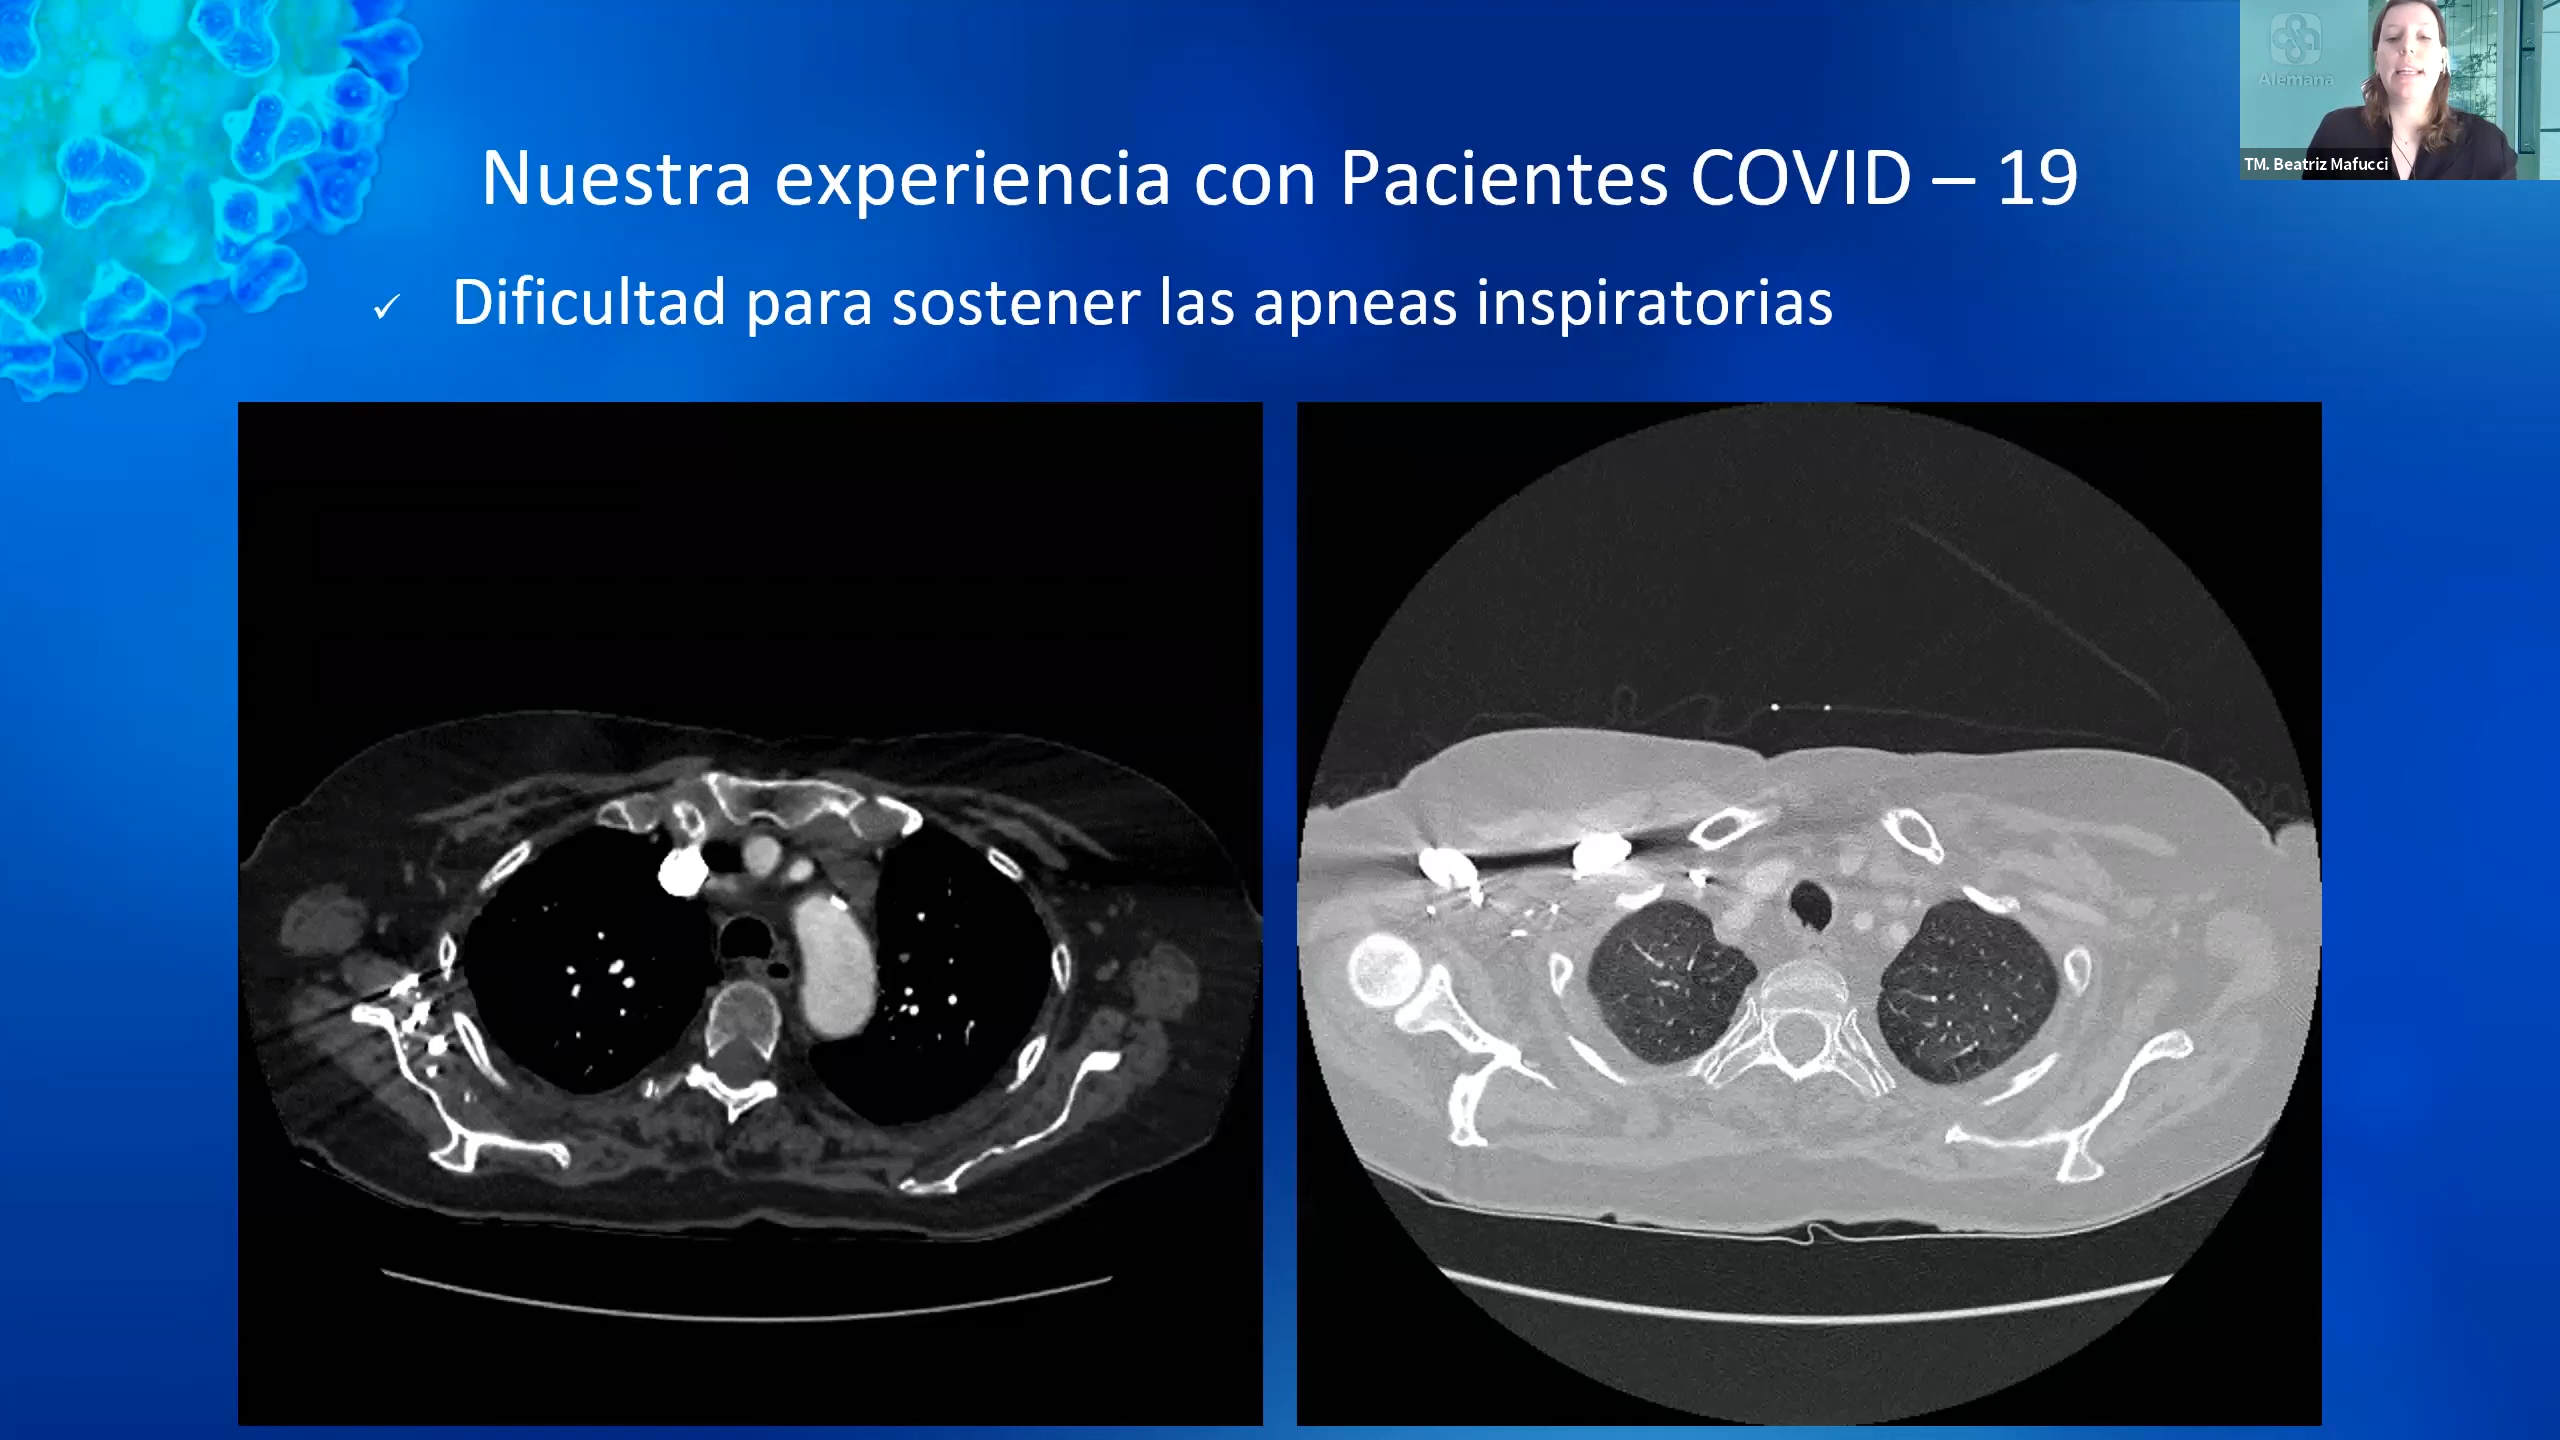 Nuestra experiencia con Pacientes COVID – 19
✓ Dificultad para sostener las apneas inspiratorias
Alemana
TM. Beatriz Mafucci